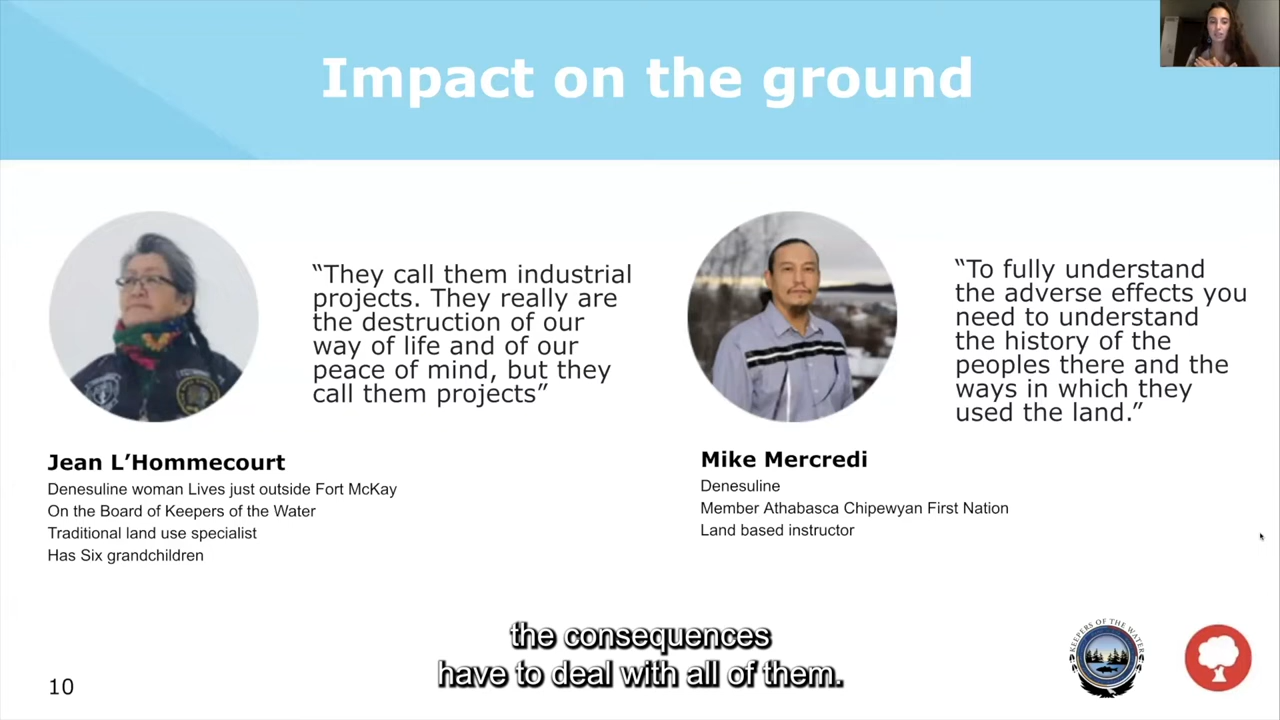 Impact on the ground
“They call them industrial
projects. They really are
the destruction of our
way of life and of our
peace of mind, but they
call them projects”
Jean L’Hommecourt
Denesuline woman Lives just outside Fort McKay
On the Board of Keepers of the Water
Traditional land use specialist
Has Six grandchildren
“To fully understand
the adverse effects you
need to understand
the history of the
peoples there and the
ways in which they
used the land.”
Mike Mercredi
Denesuline
Member Athabasca Chipewyan First Nation
Land based instructor
KEEPERS OF THE WATER
the consequences
have to deal with all of them.
10